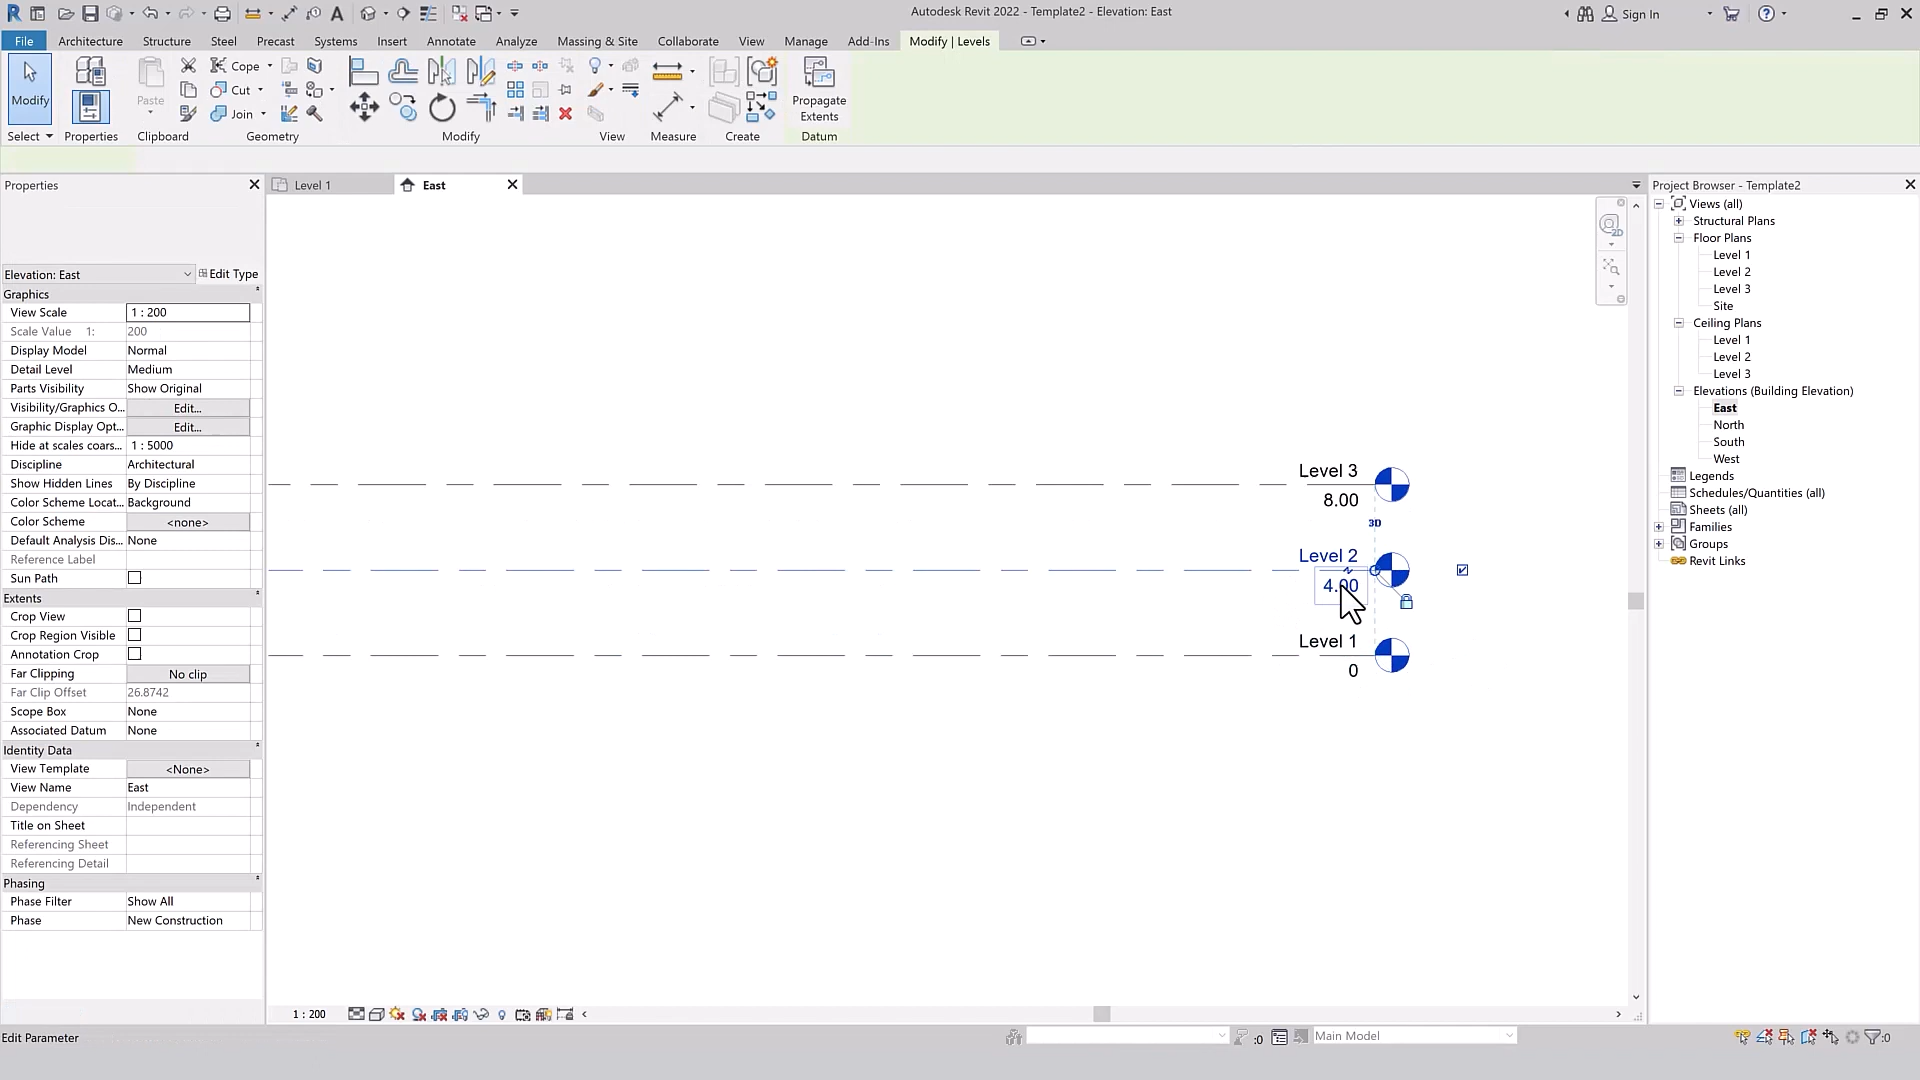 Autodesk Revit 2022 - Template2 - Elevation: East
Sign In
File Architecture Structure Steel Precast Systems Insert Annotate Analyze Massing & Site Collaborate View Manage Add-Ins Modify | Levels
Modify
Paste
Cope
Cut
Join
Propagate
Extents
Select Properties Clipboard Geometry Modify View Measure Create Datum
Properties
Level 1
East
Project Browser - Template2
Elevation: East
Edit Type
Graphics
View Scale 1 : 200
Scale Value 1: 200
Display Model Normal
Detail Level Medium
Parts Visibility Show Original
Visibility/Graphics O... Edit...
Graphic Display Opt... Edit...
Hide at scales coars... 1 : 5000
Discipline Architectural
Show Hidden Lines By Discipline
Color Scheme Locat... Background
Color Scheme <none>
Default Analysis Dis... None
Reference Label
Sun Path
Extents
Crop View
Crop Region Visible
Annotation Crop
Far Clipping No clip
Far Clip Offset 26.8742
Scope Box None
Associated Datum None
Identity Data
View Template <None>
View Name East
Dependency Independent
Title on Sheet
Referencing Sheet
Referencing Detail
Phasing
Phase Filter Show All
Phase New Construction
2D
Level 3
8.00
3D
Level 2
4.00
Level 1
0
Views (all)
Structural Plans
Floor Plans
Level 1
Level 2
Level 3
Site
Ceiling Plans
Level 1
Level 2
Level 3
Elevations (Building Elevation)
East
North
South
West
Legends
Schedules/Quantities (all)
Sheets (all)
Families
Groups
Revit Links
1 : 200
Edit Parameter
:0
Main Model
:0